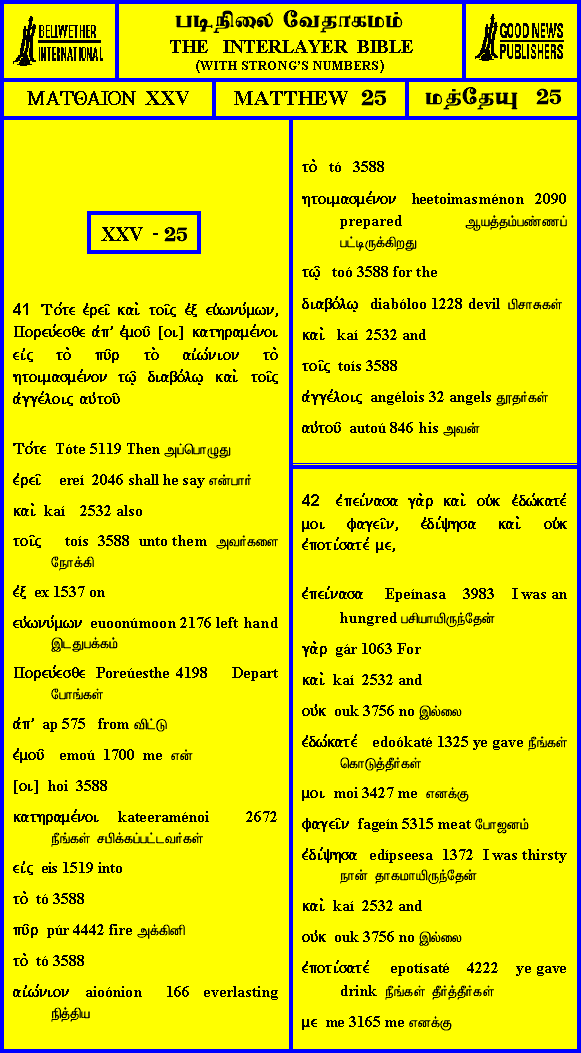 BELLWETHER
INTERNATIONAL
படிநிலை வேதாகமம்
THE INTERLAYER BIBLE
(WITH STRONG'S NUMBERS)
GOOD NEWS
PUBLISHERS
ΜΑΤΘΑΙΟΝ XXV
MATTHEW 25
மத்தேயு 25
XXV - 25
41 Τότε ἐρεῖ καὶ τοῖς ἐξ εὐωνύμων,
Πορεύεσθε ἀπ’ ἐμοῦ [οι] κατηραμένοι
εἰς τὸ πῦρ τὸ αἰώνιον τὸ
ητοιμασμένον τῷ διαβόλῳ καὶ τοῖς
ἀγγέλοις αὐτοῦ
Τότε Tóte 5119 Then அப்பொழுது
ἐρεῖ ereí 2046 shall he say என்பார்
καὶ kaí 2532 also
τοῖς toís 3588 unto them அவர்களை
நோக்கி
ἐξ ex 1537 on
εὐωνύμων euoonúmoon 2176 left hand
இடதுபக்கம்
Πορεύεσθε Poreúesthe 4198 Depart
போங்கள்
ἀπ’ ap 575 from விட்டு
ἐμοῦ emoú 1700 me என்
[οι] hoi 3588
κατηραμένοι kateeraménoi 2672
நீங்கள் சபிக்கப்பட்டவர்கள்
εἰς eis 1519 into
τὸ tó 3588
πῦρ púr 4442 fire அக்கினி
τὸ tó 3588
αἰώνιον aioónion 166 everlasting
நித்திய
τὸ tó 3588
ητοιμασμένον heetoimasménon 2090
prepared ஆயத்தம்பண்ணப்
பட்டிருக்கிறது
τῷ toó 3588 for the
διαβόλῳ diabóloo 1228 devil பிசாசுகள்
καὶ kaí 2532 and
τοῖς toís 3588
ἀγγέλοις angélois 32 angels தூதர்கள்
αὐτοῦ autoú 846 his அவன்
42 ἐπείνασα γὰρ καὶ οὐκ ἐδώκατέ
μοι φαγεῖν, ἐδίψησα καὶ οὐκ
ἐποτίσατέ με,
ἐπείνασα Epeínasa 3983 I was an
hungred பசியாயிருந்தேன்
γὰρ gár 1063 For
καὶ kaí 2532 and
οὐκ ouk 3756 no இல்லை
ἐδώκατέ edoókaté 1325 ye gave நீங்கள்
கொடுத்தீர்கள்
μοι moi 3427 me எனக்கு
φαγεῖν fageín 5315 meat போஜனம்
ἐδίψησα edípseesa 1372 I was thirsty
நான் தாகமாயிருந்தேன்
καὶ kaí 2532 and
οὐκ ouk 3756 no இல்லை
ἐποτίσατέ epotísaté 4222 ye gave
drink நீங்கள் தீர்த்தீர்கள்
με me 3165 me எனக்கு